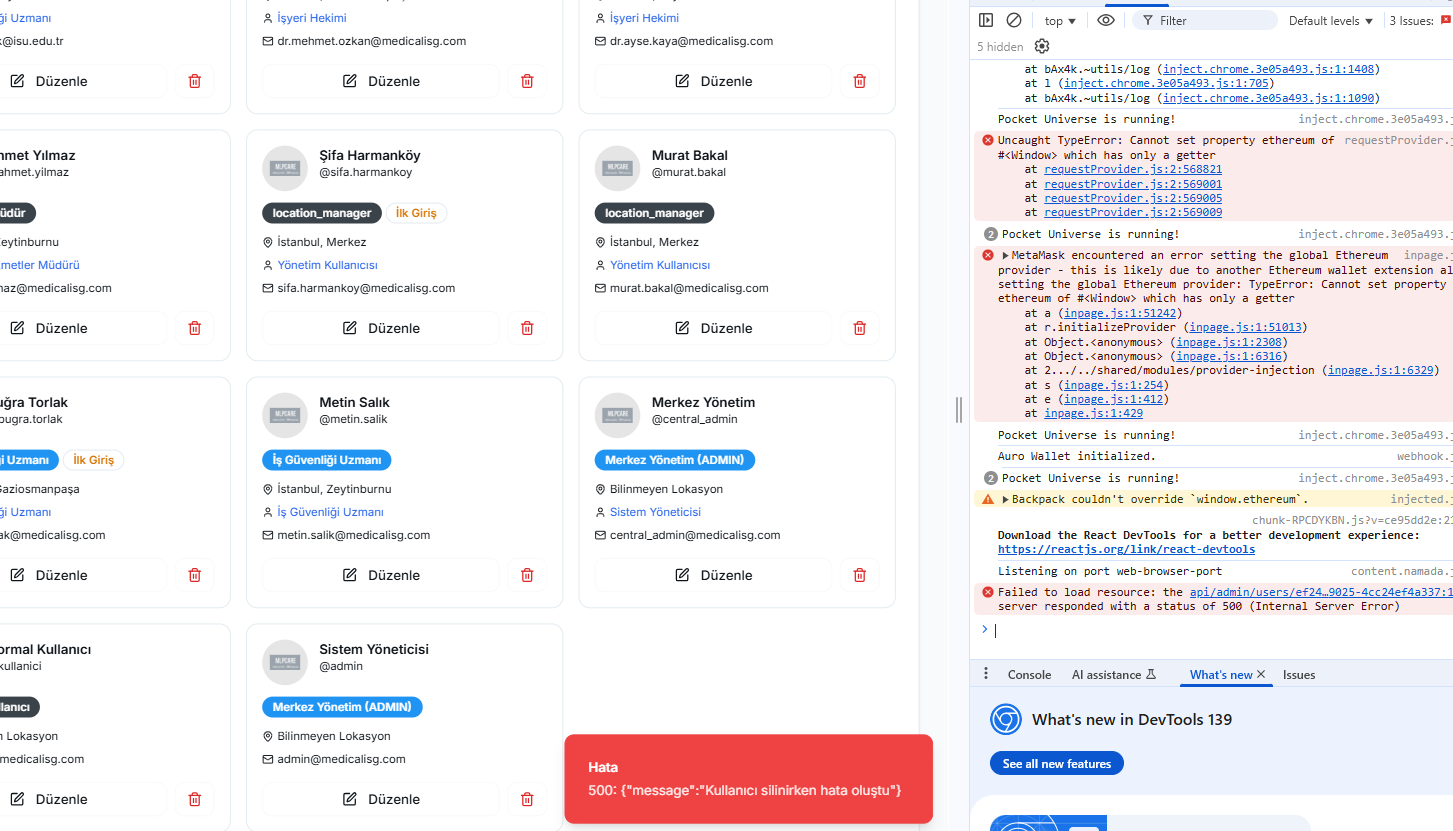 ği Uzmanı
İşyeri Hekimi
İşyeri Hekimi
k@isu.edu.tr
dr.mehmet.ozkan@medicalisg.com
dr.ayse.kaya@medicalisg.com
Düzenle
Düzenle
Düzenle
hmet Yılmaz
ahmet.yilmaz
Şifa Harmanköy
@sifa.harmankoy
Murat Bakal
@murat.bakal
MLPCARE
MLPCARE
üdür
location_manager
İlk Giriş
location_manager
Zeytinburnu
İstanbul, Merkez
İstanbul, Merkez
zmetler Müdürü
Yönetim Kullanıcısı
Yönetim Kullanıcısı
naz@medicalisg.com
sifa.harmankoy@medicalisg.com
murat.bakal@medicalisg.com
Düzenle
Düzenle
Düzenle
uğra Torlak
bugra.torlak
Metin Salık
@metin.salik
Merkez Yönetim
@central_admin
MLPCARE
MLPCARE
i Uzmanı
İlk Giriş
İş Güvenliği Uzmanı
Merkez Yönetim (ADMIN)
Gaziosmanpaşa
İstanbul, Zeytinburnu
Bilinmeyen Lokasyon
ği Uzmanı
İş Güvenliği Uzmanı
Sistem Yöneticisi
ak@medicalisg.com
metin.salik@medicalisg.com
central_admin@medicalisg.com
Düzenle
Düzenle
Düzenle
ormal Kullanıcı
kullanici
Sistem Yöneticisi
@admin
MLPCARE
llanıcı
Merkez Yönetim (ADMIN)
n Lokasyon
Bilinmeyen Lokasyon
medicalisg.com
admin@medicalisg.com
Düzenle
Düzenle
Hata
500: {"message":"Kullanıcı silinirken hata oluştu"}
top
Filter
Default levels
3 Issues:
5 hidden
at bAx4k.~utils/log (inject.chrome.3e05a493.js:1:1408)
at l (inject.chrome.3e05a493.js:1:705)
at bAx4k.~utils/log (inject.chrome.3e05a493.js:1:1090)
Pocket Universe is running! inject.chrome.3e05a493.j
Uncaught TypeError: Cannot set property ethereum of requestProvider.j
#<Window> which has only a getter
at requestProvider.js:2:568821
at requestProvider.js:2:569001
at requestProvider.js:2:569005
at requestProvider.js:2:569009
2 Pocket Universe is running! inject.chrome.3e05a493.j
MetaMask encountered an error setting the global Ethereum inpage.j
provider - this is likely due to another Ethereum wallet extension al
setting the global Ethereum provider: TypeError: Cannot set property
ethereum of #<Window> which has only a getter
at a (inpage.js:1:51242)
at r.initializeProvider (inpage.js:1:51013)
at Object.<anonymous> (inpage.js:1:2308)
at Object.<anonymous> (inpage.js:1:6316)
at 2.../../shared/modules/provider-injection (inpage.js:1:6329)
at s (inpage.js:1:254)
at e (inpage.js:1:412)
at inpage.js:1:429
Pocket Universe is running! inject.chrome.3e05a493.j
Auro Wallet initialized. webhook.j
2 Pocket Universe is running! inject.chrome.3e05a493.j
Backpack couldn't override `window.ethereum`. injected.j
chunk-RPCDYKBN.js?v=ce95dd2e:21
Download the React DevTools for a better development experience:
https://reactjs.org/link/react-devtools
Listening on port web-browser-port content.namada.j
Failed to load resource: the api/admin/users/ef24…9025-4cc24ef4a337:1
server responded with a status of 500 (Internal Server Error)
Console
AI assistance
What's new
Issues
What's new in DevTools 139
See all new features